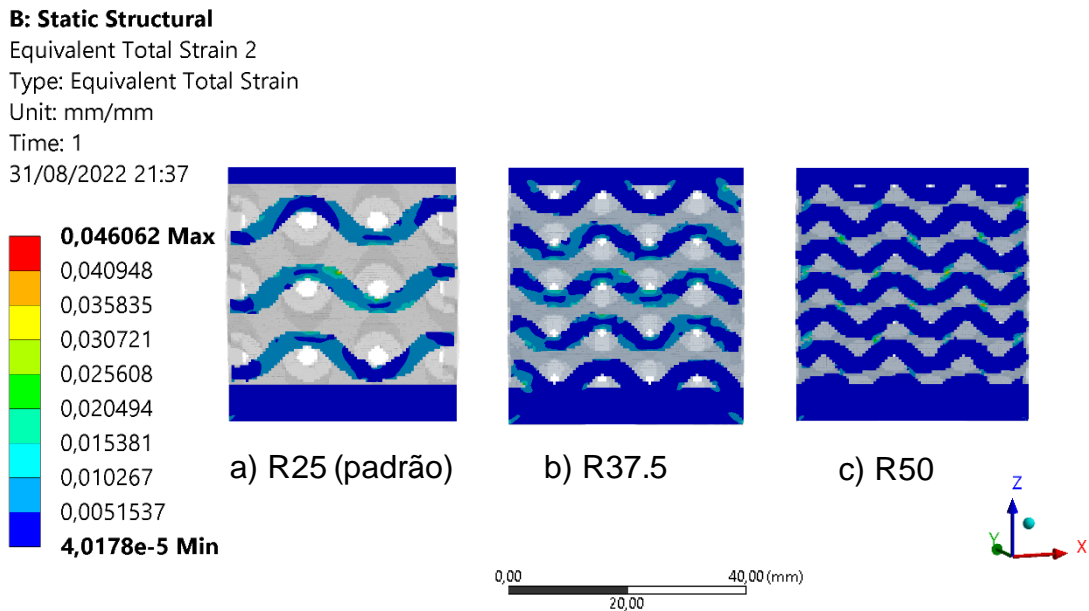 B: Static Structural
Equivalent Total Strain 2
Type: Equivalent Total Strain
Unit: mm/mm
Time: 1
31/08/2022 21:37
0,046062 Max
0,040948
0,035835
0,030721
0,025608
0,020494
0,015381
0,010267
0,0051537
4,0178e-5 Min
a) R25 (padrão)
b) R37.5
c) R50
Z
Y
X
0,00
40,00 (mm)
20,00